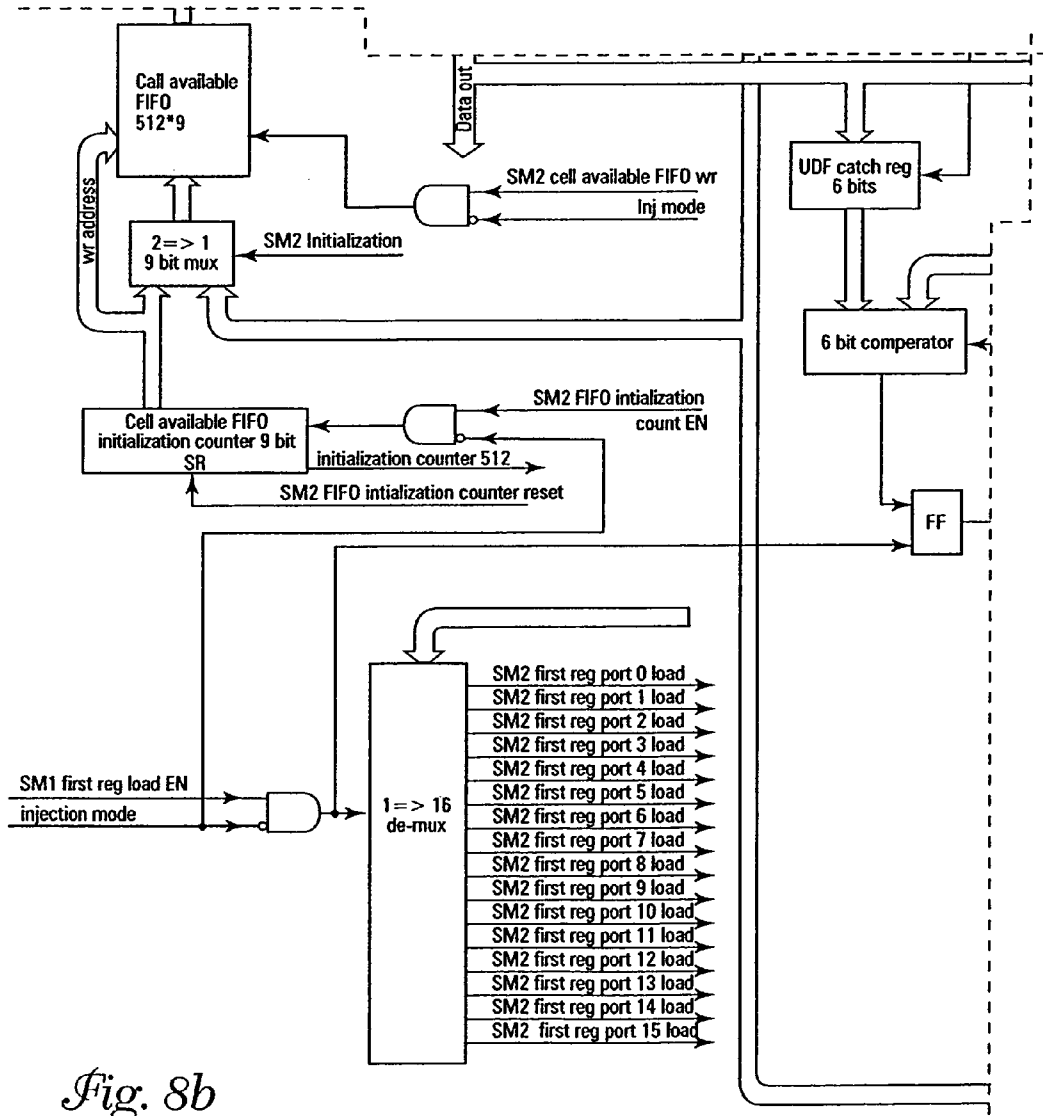 Call available
FIFO
512*9
Data out
SM2 cell available FIFO wr
Inj mode
UDF catch reg
6 bits
wr address
2=> 1
9 bit mux
SM2 Initialization
6 bit comperator
Cell available FIFO
initialization counter 9 bit
SR
SM2 FIFO intialization
count EN
initialization counter 512
SM2 FIFO intialization counter reset
FF
SM2 first reg port 0 load
SM2 first reg port 1 load
SM2 first reg port 2 load
SM2 first reg port 3 load
SM2 first reg port 4 load
SM2 first reg port 5 load
SM2 first reg port 6 load
SM2 first reg port 7 load
SM2 first reg port 8 load
SM2 first reg port 9 load
SM2 first reg port 10 load
SM2 first reg port 11 load
SM2 first reg port 12 load
SM2 first reg port 13 load
SM2 first reg port 14 load
SM2 first reg port 15 load
SM1 first reg load EN
injection mode
1=> 16
de-mux
Fig. 8b